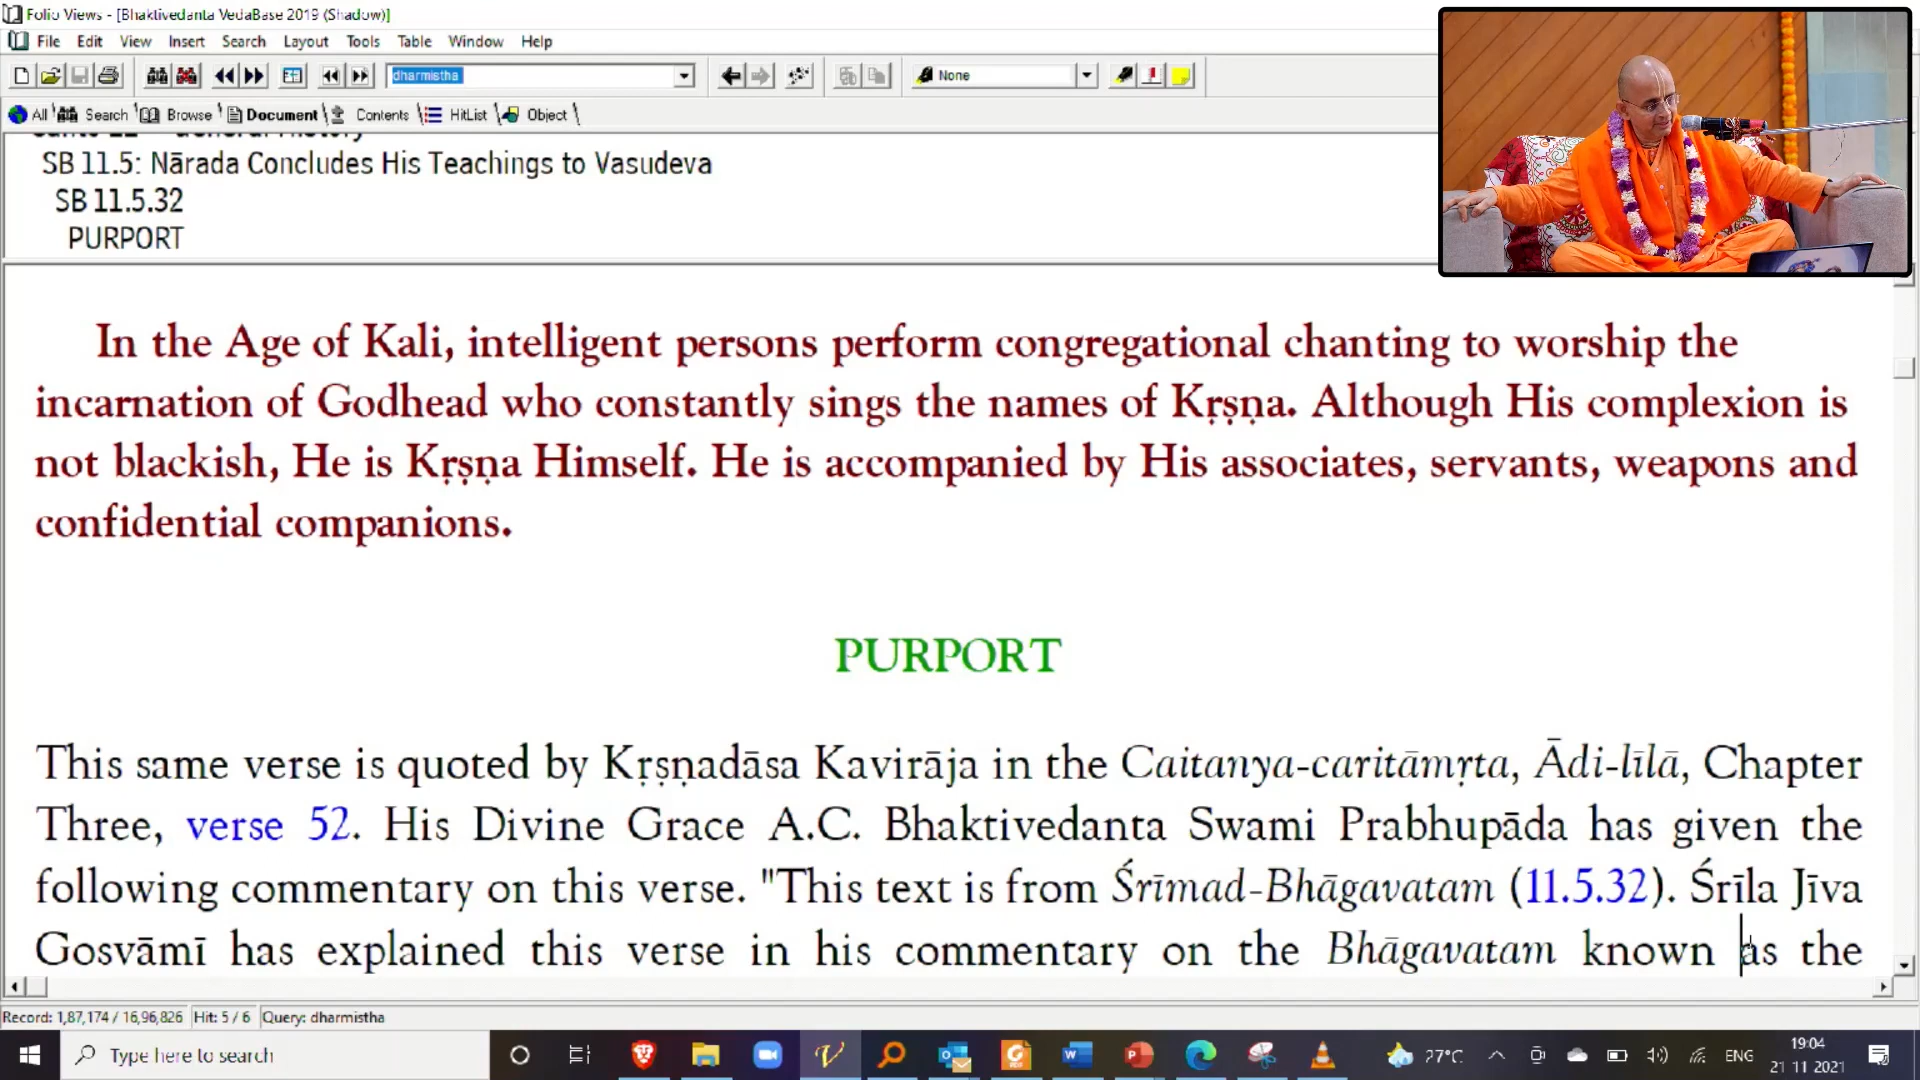 Folio Views - [Bhaktivedanta VedaBase 2019 (Shadow)]
File Edit View Insert Search Layout Tools Table Window Help
dharmistha
None
All Search Browse Document Contents HitList Object
SB 11.5: Nārada Concludes His Teachings to Vasudeva
SB 11.5.32
PURPORT
In the Age of Kali, intelligent persons perform congregational chanting to worship the
incarnation of Godhead who constantly sings the names of Kṛṣṇa. Although His complexion is
not blackish, He is Kṛṣṇa Himself. He is accompanied by His associates, servants, weapons and
confidential companions.
PURPORT
This same verse is quoted by Kṛṣṇadāsa Kavirāja in the Caitanya-caritāmṛta, Ādi-līlā, Chapter
Three, verse 52. His Divine Grace A.C. Bhaktivedanta Swami Prabhupāda has given the
following commentary on this verse. "This text is from Śrīmad-Bhāgavatam (11.5.32). Śrīla Jīva
Gosvāmī has explained this verse in his commentary on the Bhāgavatam known as the
Record: 1,87,174 / 16,96,826 Hit: 5 / 6 Query: dharmistha
Type here to search
27°C
ENG
19:04
21-11-2021